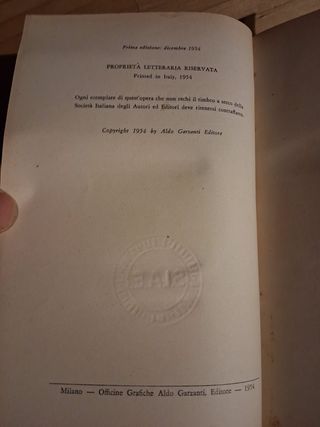 Prima edizione: dicembre 1954
PROPRIETÀ LETTERARIA RISERVATA
Printed in Italy, 1954
Ogni esemplare di quest'opera che non rechi il timbro a secco della
Società Italiana degli Autori ed Editori deve ritenersi contraffatto.
Copyright 1954 by Aldo Garzanti Editore
SIAE
Milano — Officine Grafiche Aldo Garzanti, Editore — 1954